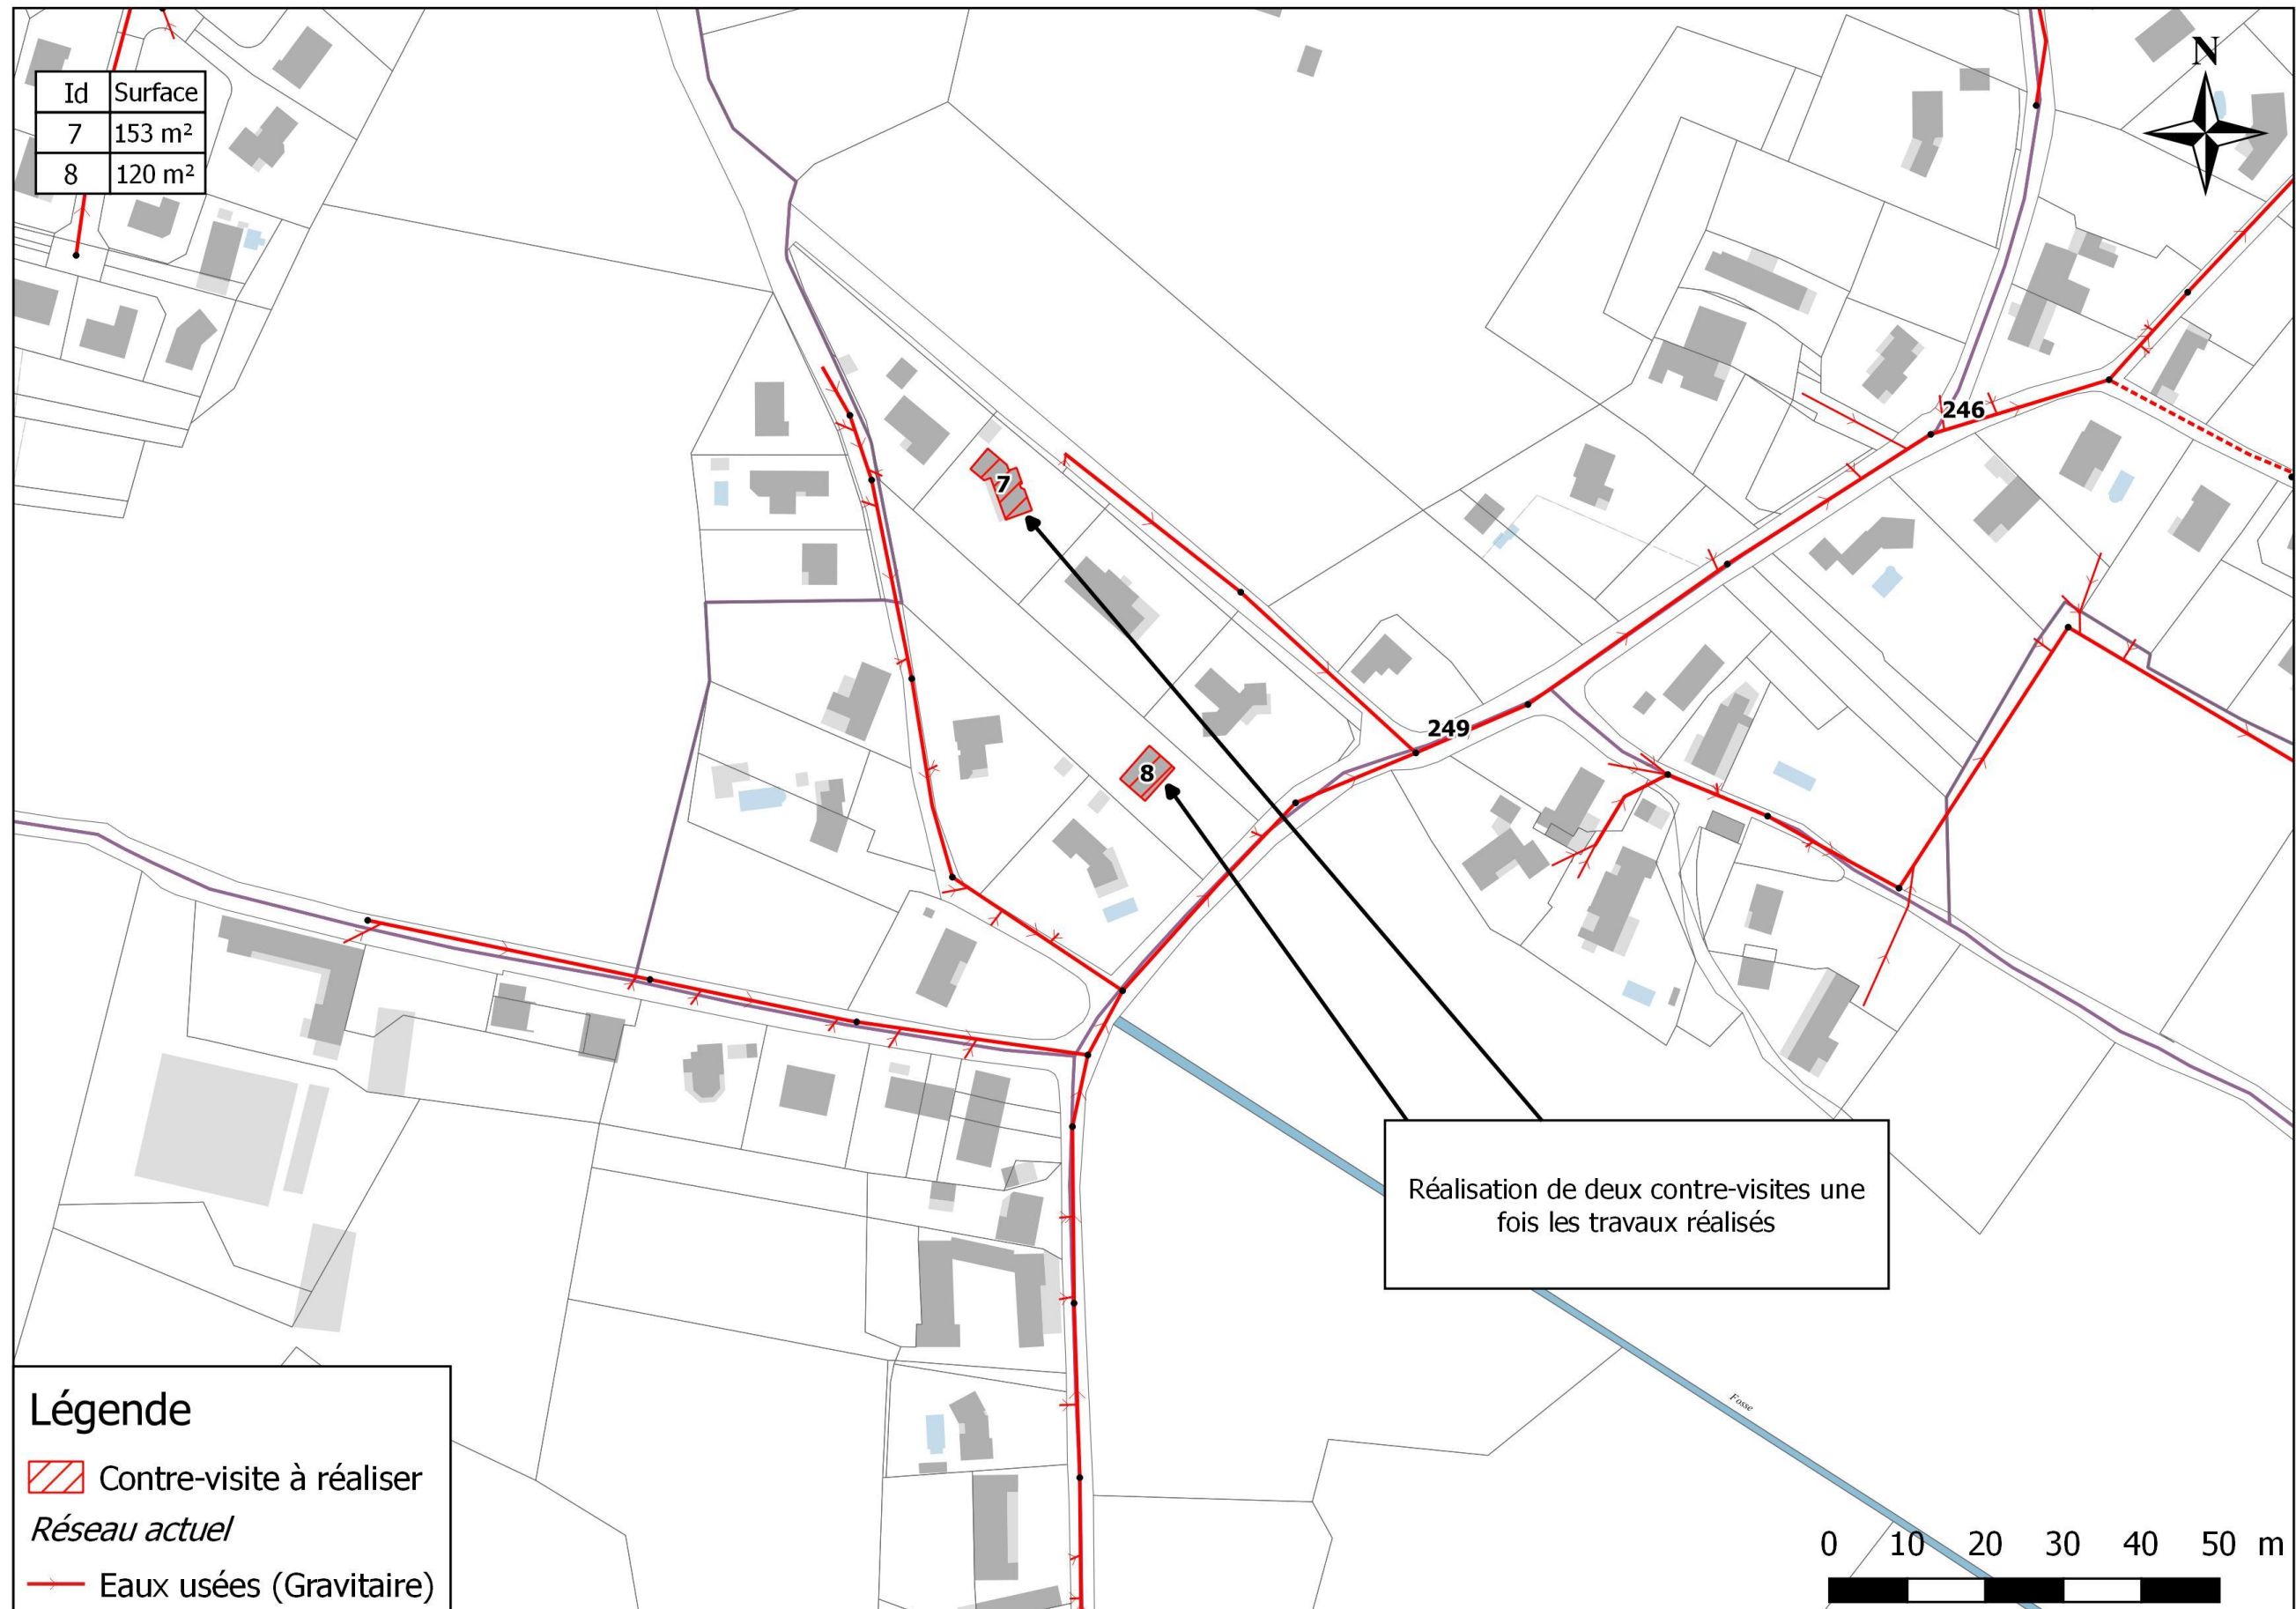 N
Id Surface
7 153 m²
8 120 m²
246
7
249
8
Réalisation de deux contre-visites une
fois les travaux réalisés
Fosse
Légende
Contre-visite à réaliser
Réseau actuel
Eaux usées (Gravitaire)
0 10 20 30 40 50 m